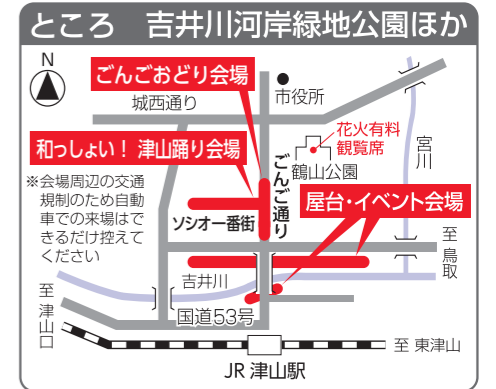 ところ 吉井川河岸緑地公園ほか
N
ごんごおどり会場
市役所
城西通り
花火有料
観覧席
宮川
和っしょい！ 津山踊り会場
鶴山公園
ごんご通り
※会場周辺の交通
規制のため自動
車での来場はで
きるだけ控えて
ください
屋台・イベント会場
ソシオ一番街
至鳥取
吉井川
至津山口
国道53号
至 東津山
JR 津山駅